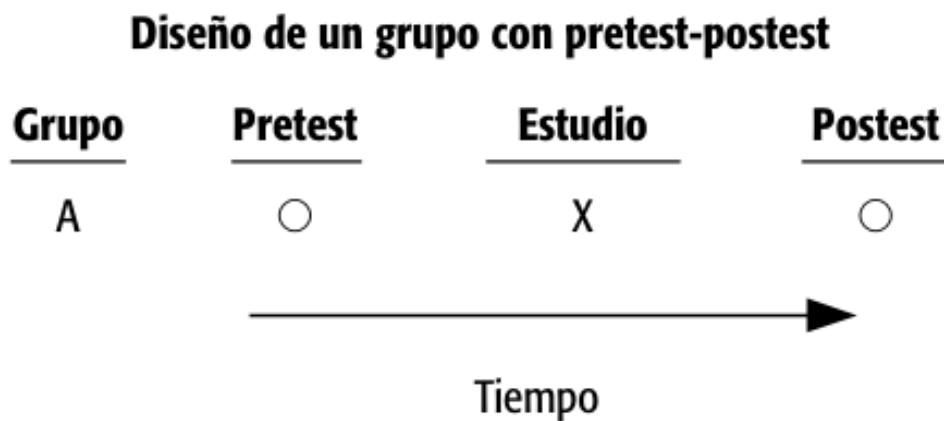 Diseño de un grupo con pretest-postest
Grupo Pretest Estudio Postest
A ○ X ○
Tiempo